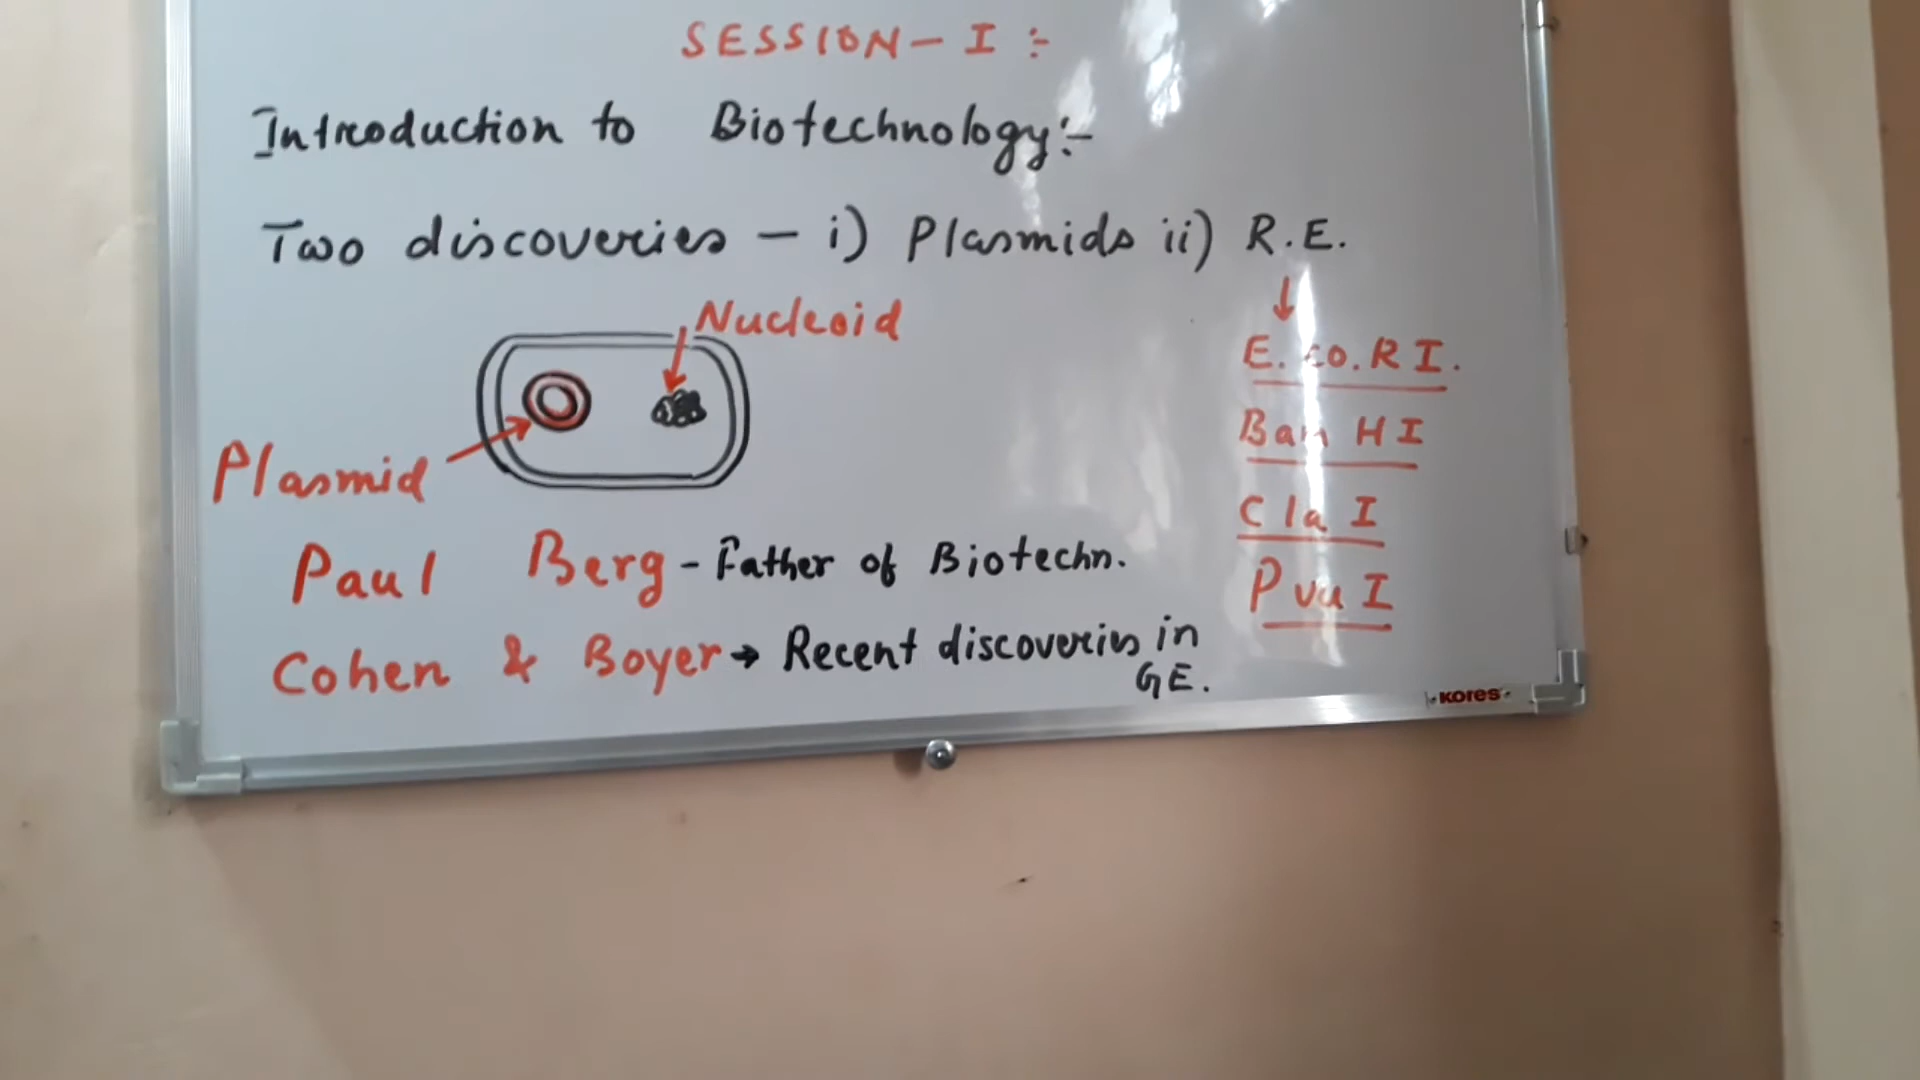 SESSION - I :-
Introduction to Biotechnology:-
Two discoveries - i) Plasmids ii) R.E.
↓
Nucleoid
E. co. R I.
Bam H I
Plasmid
Cla I
Paul Berg - Father of Biotechn.
Pvu I
Cohen & Boyer → Recent discoveries in
GE.
KORES